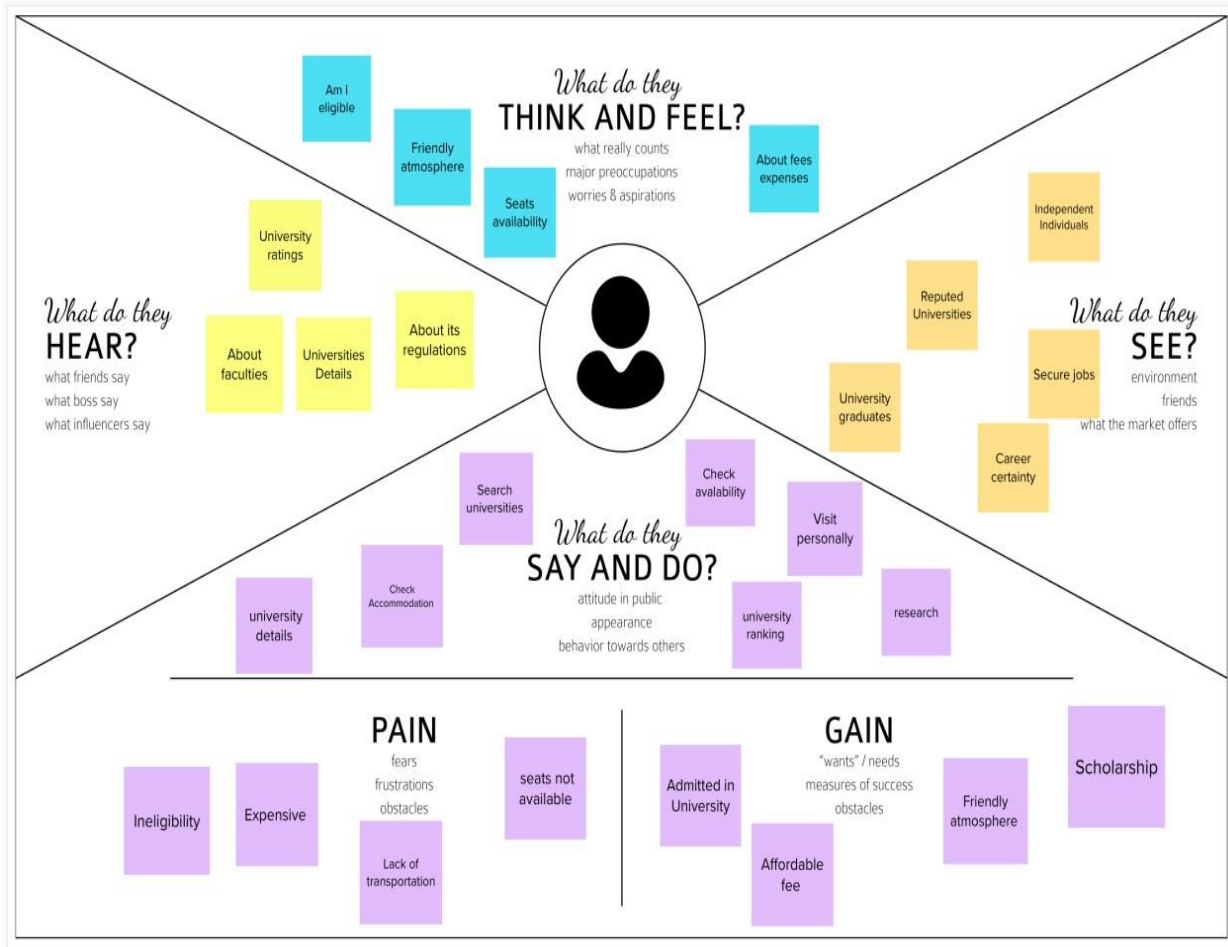 What do they
THINK AND FEEL?
what really counts
major preoccupations
worries & aspirations
Am I
eligible
Friendly
atmosphere
Seats
availability
About fees
expenses
What do they
HEAR?
what friends say
what boss say
what influencers say
University
ratings
About
faculties
Universities
Details
About its
regulations
What do they
SEE?
environment
friends
what the market offers
Independent
Individuals
Reputed
Universities
Secure jobs
University
graduates
Career
certainty
What do they
SAY AND DO?
attitude in public
appearance
behavior towards others
Search
universities
Check
Accommodation
university
details
Check
avalability
Visit
personally
university
ranking
research
PAIN
fears
frustrations
obstacles
Ineligibility
Expensive
Lack of
transportation
seats not
available
GAIN
"wants" / needs
measures of success
obstacles
Admitted in
University
Affordable
fee
Friendly
atmosphere
Scholarship